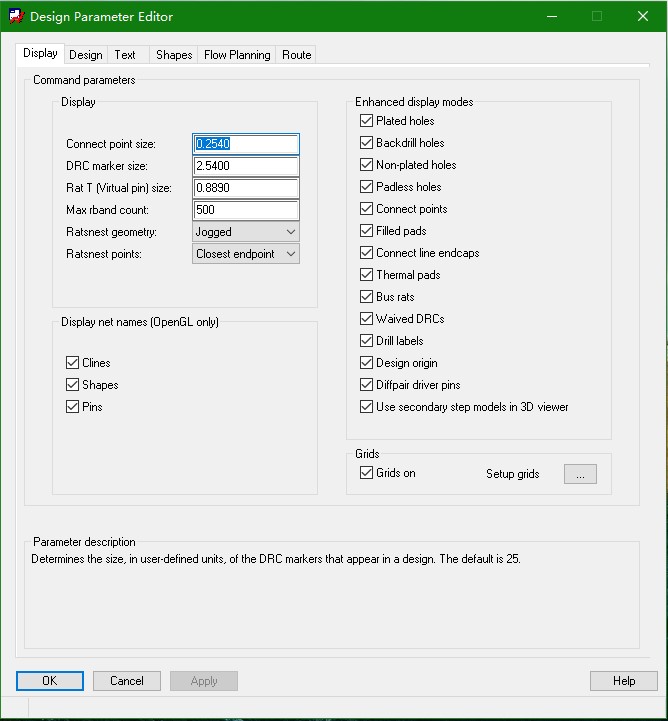 Design Parameter Editor
Display Design Text Shapes Flow Planning Route
Command parameters
Display
Connect point size: 0.2540
DRC marker size: 2.5400
Rat T (Virtual pin) size: 0.8890
Max rband count: 500
Ratsnest geometry: Jogged
Ratsnest points: Closest endpoint
Display net names (OpenGL only)
Clines
Shapes
Pins
Enhanced display modes
Plated holes
Backdrill holes
Non-plated holes
Padless holes
Connect points
Filled pads
Connect line endcaps
Thermal pads
Bus rats
Waived DRCs
Drill labels
Design origin
Diffpair driver pins
Use secondary step models in 3D viewer
Grids
Grids on Setup grids ...
Parameter description
Determines the size, in user-defined units, of the DRC markers that appear in a design. The default is 25.
OK Cancel Apply Help